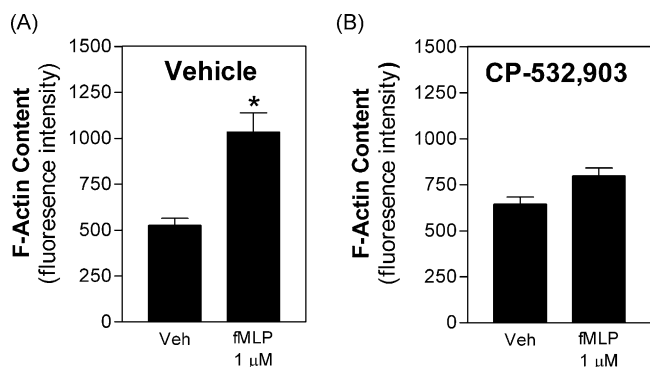 (A)
Vehicle
F-Actin Content
(fluoresence intensity)
1500
1250
1000
750
500
250
0
*
Veh
fMLP
1 µM
(B)
CP-532,903
F-Actin Content
(fluoresence intensity)
1500
1250
1000
750
500
250
0
Veh
fMLP
1 µM